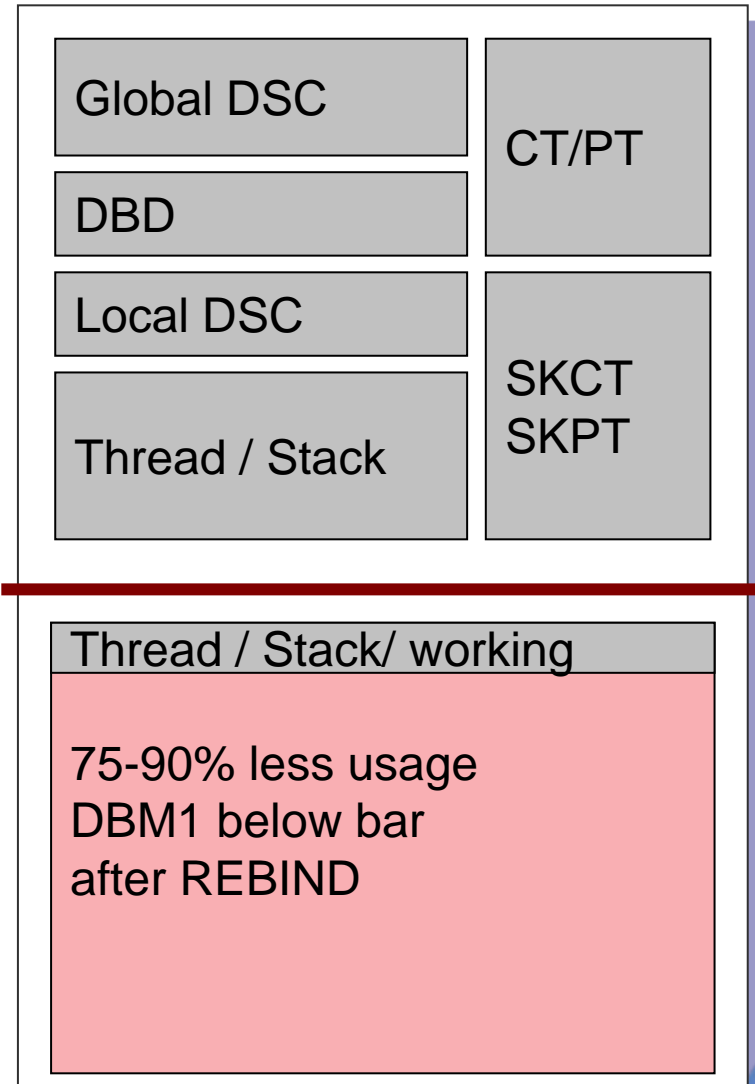 Global DSC
CT/PT
DBD
Local DSC
SKCT
SKPT
Thread / Stack
Thread / Stack/ working
75-90% less usage
DBM1 below bar
after REBIND